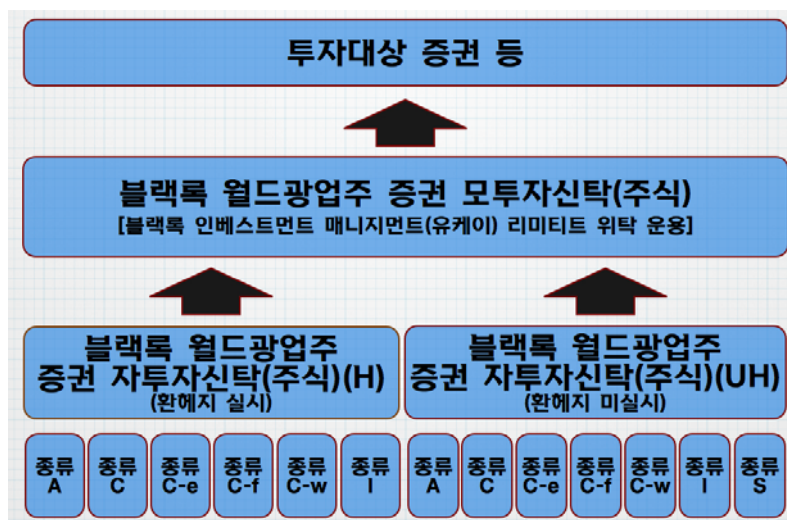 투자대상 증권 등
블랙록 월드광업주 증권 모투자신탁(주식)
[블랙록 인베스트먼트 매니지먼트(유케이) 리미티트 위탁 운용]
블랙록 월드광업주
증권 자투자신탁(주식)(H)
(환헤지 실시)
블랙록 월드광업주
증권 자투자신탁(주식)(UH)
(환헤지 미실시)
종류
A
종류
C
종류
C-e
종류
C-f
종류
C-w
종류
I
종류
A
종류
C
종류
C-e
종류
C-f
종류
C-w
종류
I
종류
S